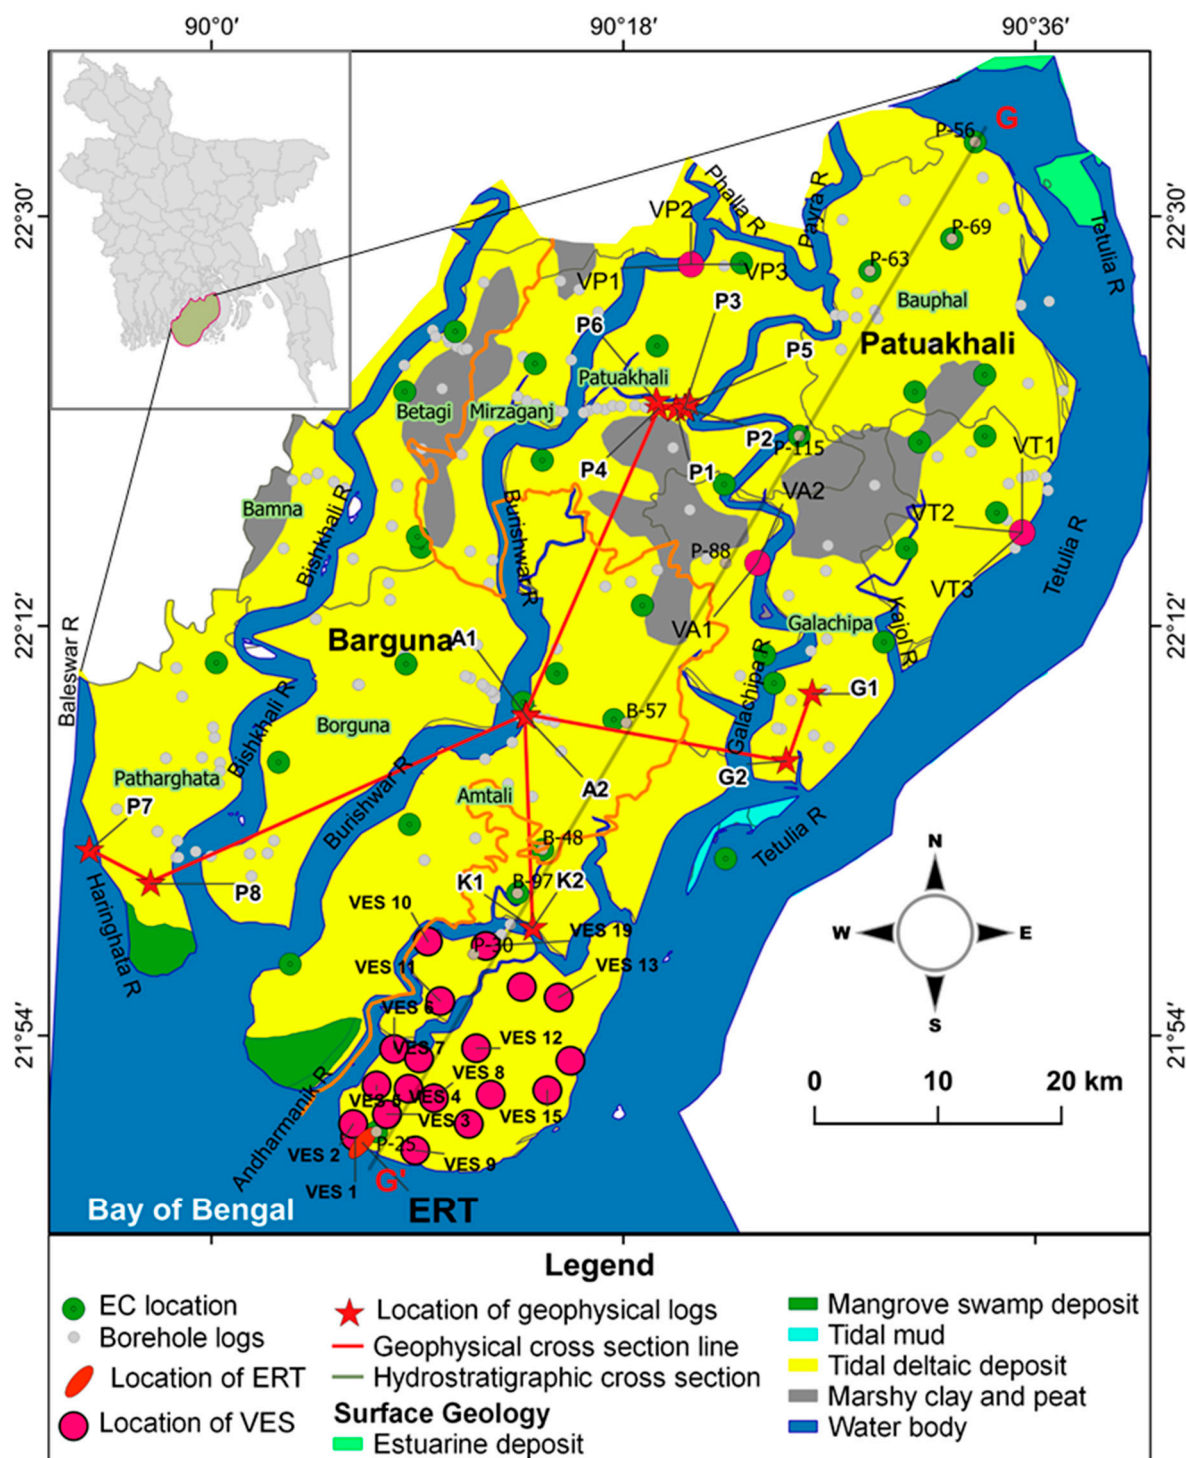 90°0′ 90°18′ 90°36′
22°30′
22°30′
22°12′
22°12′
21°54′
21°54′
G
P-56
Phalla R
Payra R
Tetulia R
VP2
P-69
P-63
VP1
VP3
Bauphal
P3
P6
P5
Patuakhali
Patuakhali
Betagi
Mirzaganj
P2
P-115
P4
P1
VT1
VA2
VT2
Bamna
Bishkhali R
Burishwar R
P-88
Tetulia R
VT3
Baleswar R
Barguna
A1
VA1
Galachipa
Kajol R
G1
Bishkhali R
Borguna
B-57
Galachipa R
Patharghata
Burishwar R
G2
A2
Amtali
P7
Tetulia R
B-48
P8
K1
B-97
K2
Haringhata R
VES 10
VES 19
P-30
VES 11
VES 13
VES 6
VES 7
VES 12
VES 8
VES 5
VES 4
VES 3
VES 15
Andharmanik R
P-25
VES 2
VES 9
VES 1
G'
ERT
Bay of Bengal
N
W E
S
0 10 20 km
Legend
EC location
Borehole logs
Location of ERT
Location of VES
Location of geophysical logs
Geophysical cross section line
Hydrostratigraphic cross section
Surface Geology
Estuarine deposit
Mangrove swamp deposit
Tidal mud
Tidal deltaic deposit
Marshy clay and peat
Water body